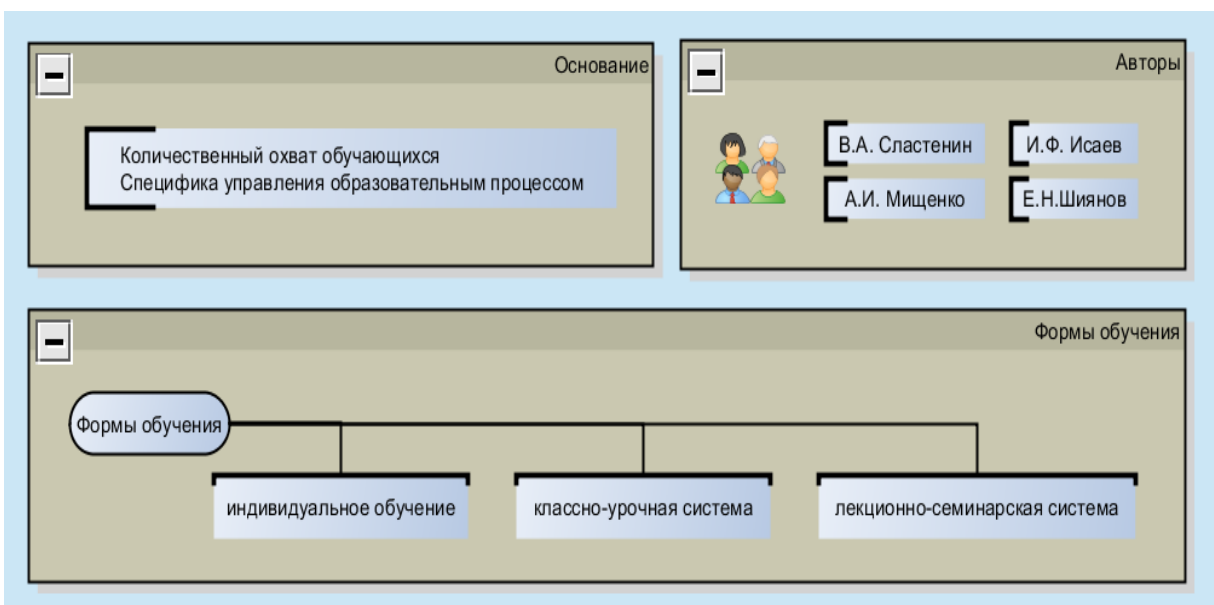 Основание
Количественный охват обучающихся
Специфика управления образовательным процессом
Авторы
В.А. Сластенин
И.Ф. Исаев
А.И. Мищенко
Е.Н.Шиянов
Формы обучения
Формы обучения
индивидуальное обучение
классно-урочная система
лекционно-семинарская система